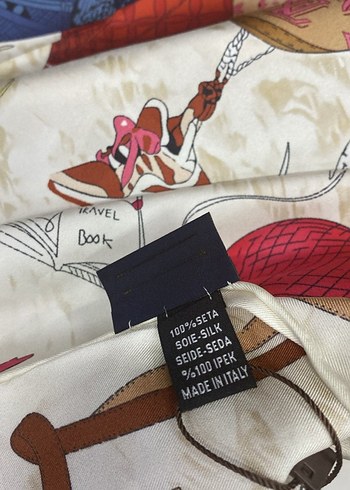 TRAVEL
BOOK
100%SETA
SOIE-SILK
SEIDE-SEDA
%100 IPEK
MADE IN ITALY